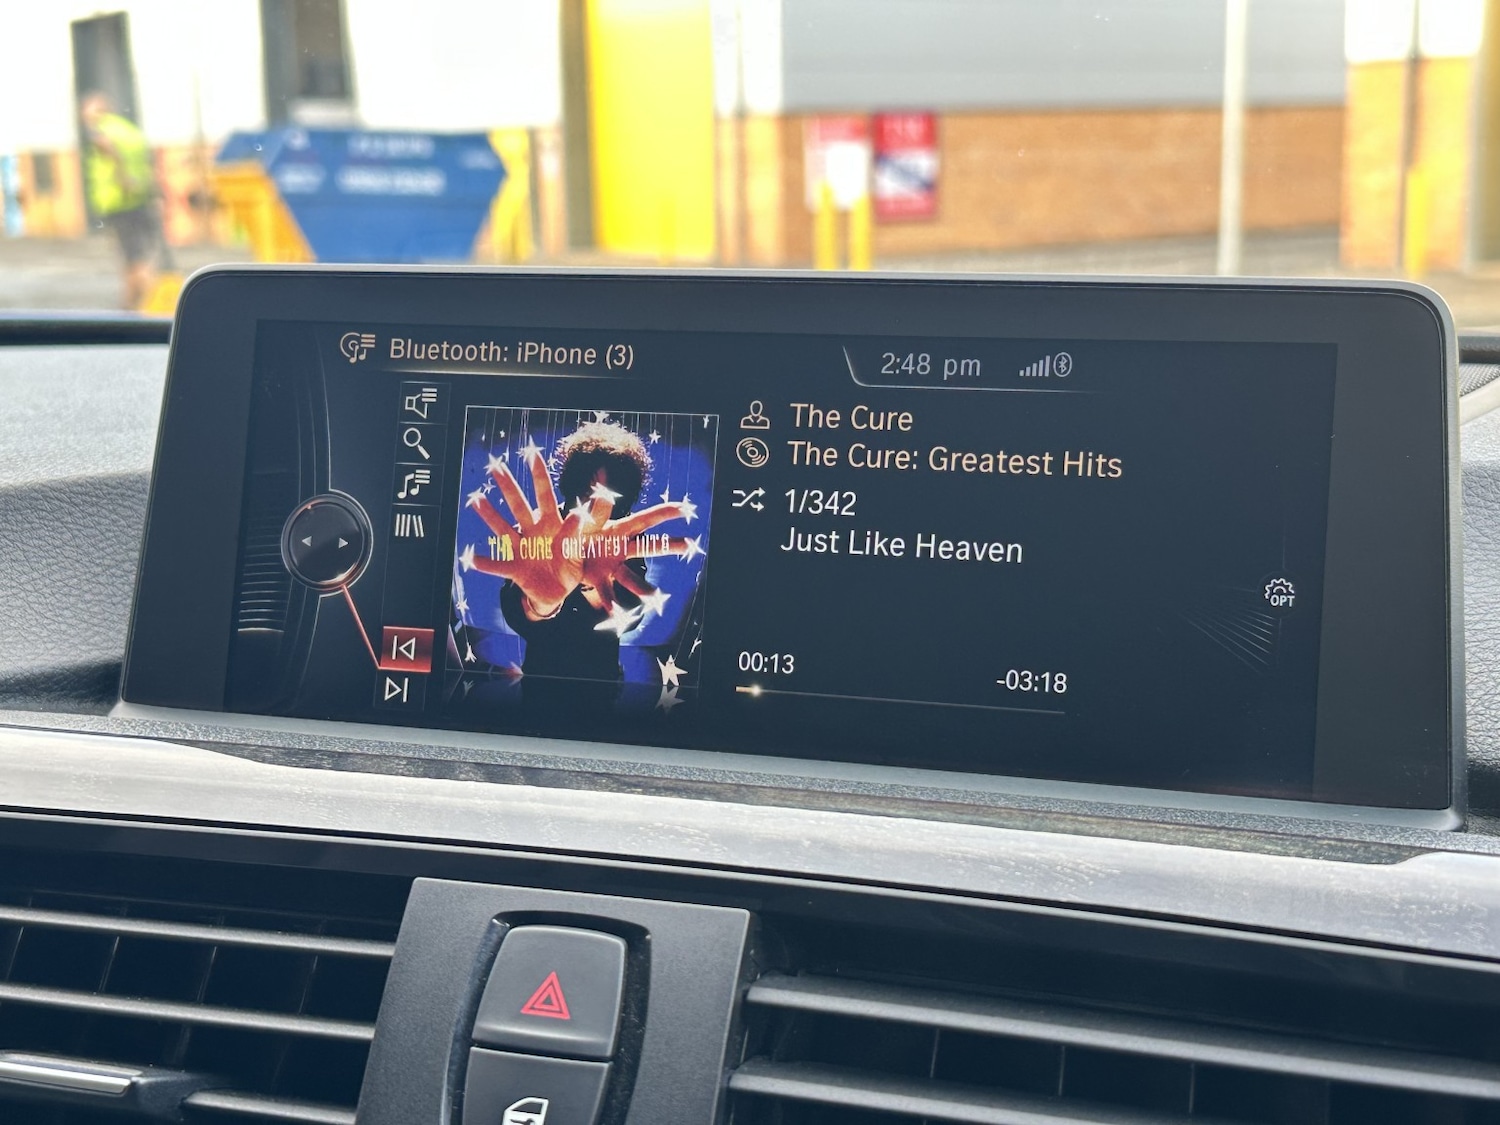 Bluetooth: iPhone (3)
2:48 pm
The Cure
The Cure: Greatest Hits
1/342
Just Like Heaven
THE CURE GREATEST HITS
00:13
-03:18
OPT